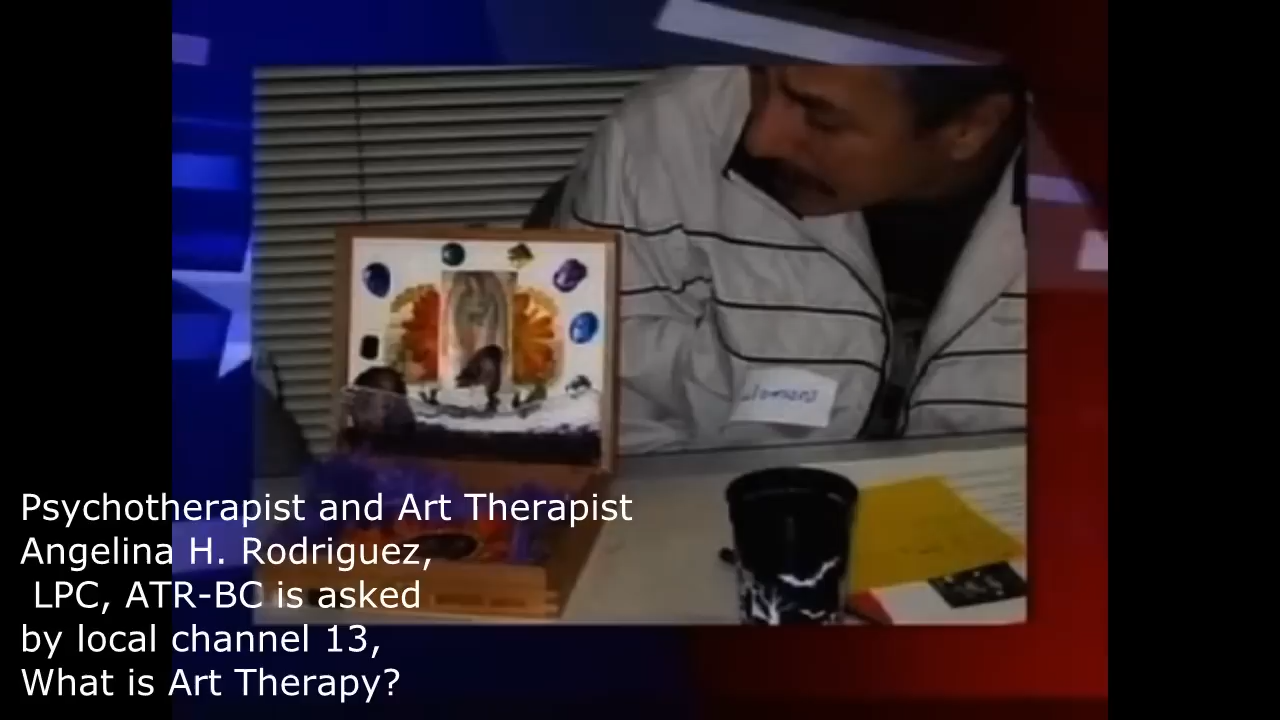 Psychotherapist and Art Therapist
Angelina H. Rodriguez,
LPC, ATR-BC is asked
by local channel 13,
What is Art Therapy?